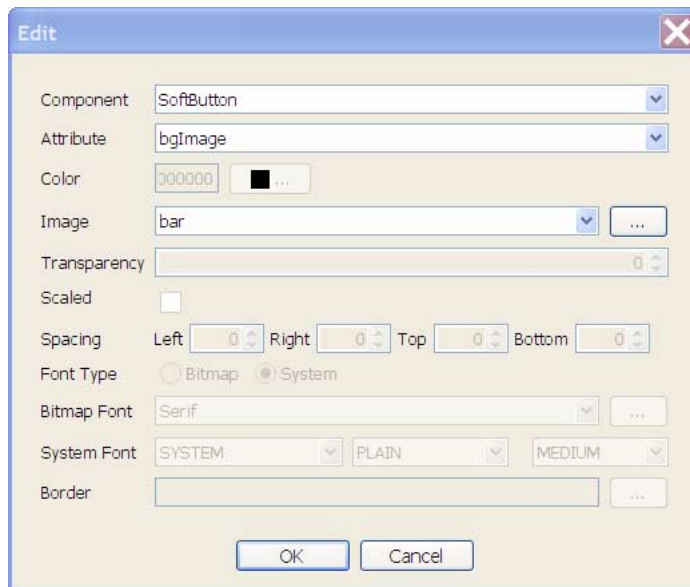 Edit
Component SoftButton
Attribute bgImage
Color 000000 ...
Image bar ...
Transparency 0
Scaled
Spacing Left 0 Right 0 Top 0 Bottom 0
Font Type Bitmap System
Bitmap Font Serif ...
System Font SYSTEM PLAIN MEDIUM
Border ...
OK Cancel